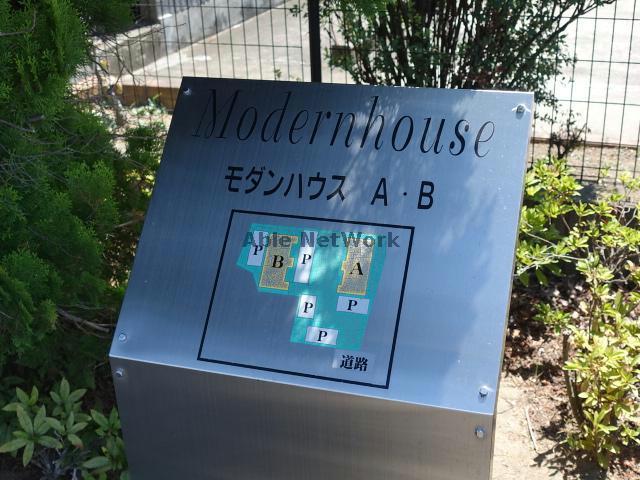 Modernhouse
モダンハウス A・B
Able NetWork
P B P A
P P
P
道路